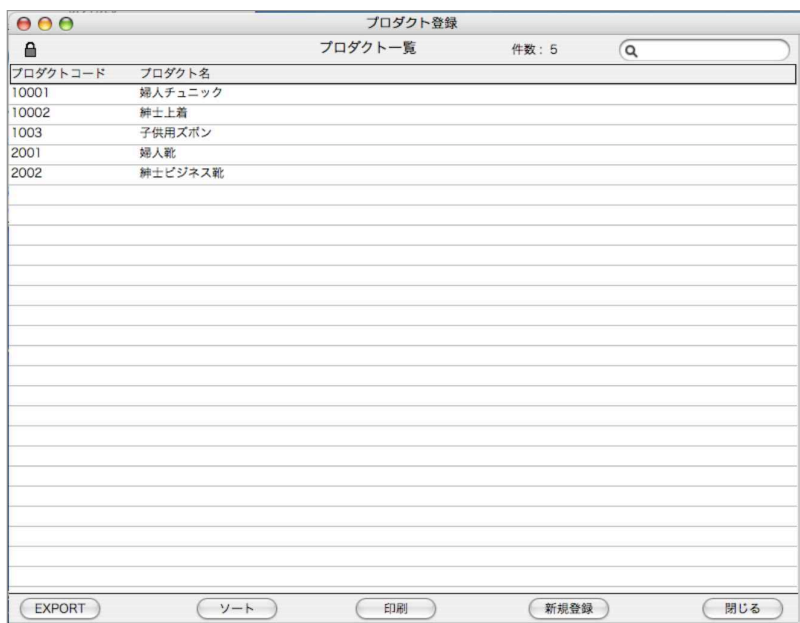 プロダクト登録
プロダクト一覧 件数: 5
プロダクトコード プロダクト名
10001 婦人チュニック
10002 紳士上着
1003 子供用ズボン
2001 婦人靴
2002 紳士ビジネス靴
EXPORT ソート 印刷 新規登録 閉じる